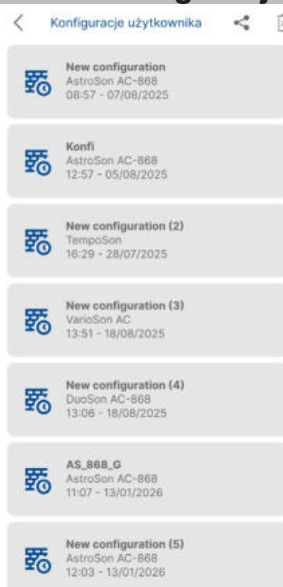 Konfiguracje użytkownika
New configuration
AstroSon AC-868
08:57 - 07/08/2025
Konfi
AstroSon AC-868
12:57 - 05/08/2025
New configuration (2)
TempoSon
16:29 - 28/07/2025
New configuration (3)
VarioSon AC
13:51 - 18/08/2025
New configuration (4)
DuoSon AC-868
13:06 - 18/08/2025
AS_868_G
AstroSon AC-868
11:07 - 13/01/2026
New configuration (5)
AstroSon AC-868
12:03 - 13/01/2026